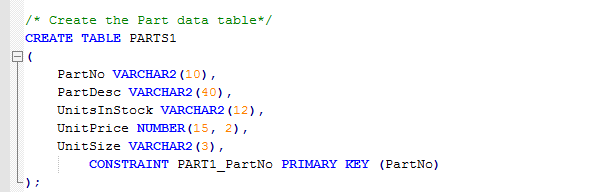 /* Create the Part data table*/
CREATE TABLE PARTS1
(
PartNo VARCHAR2(10),
PartDesc VARCHAR2(40),
UnitsInStock VARCHAR2(12),
UnitPrice NUMBER(15, 2),
UnitSize VARCHAR2(3),
CONSTRAINT PART1_PartNo PRIMARY KEY (PartNo)
);